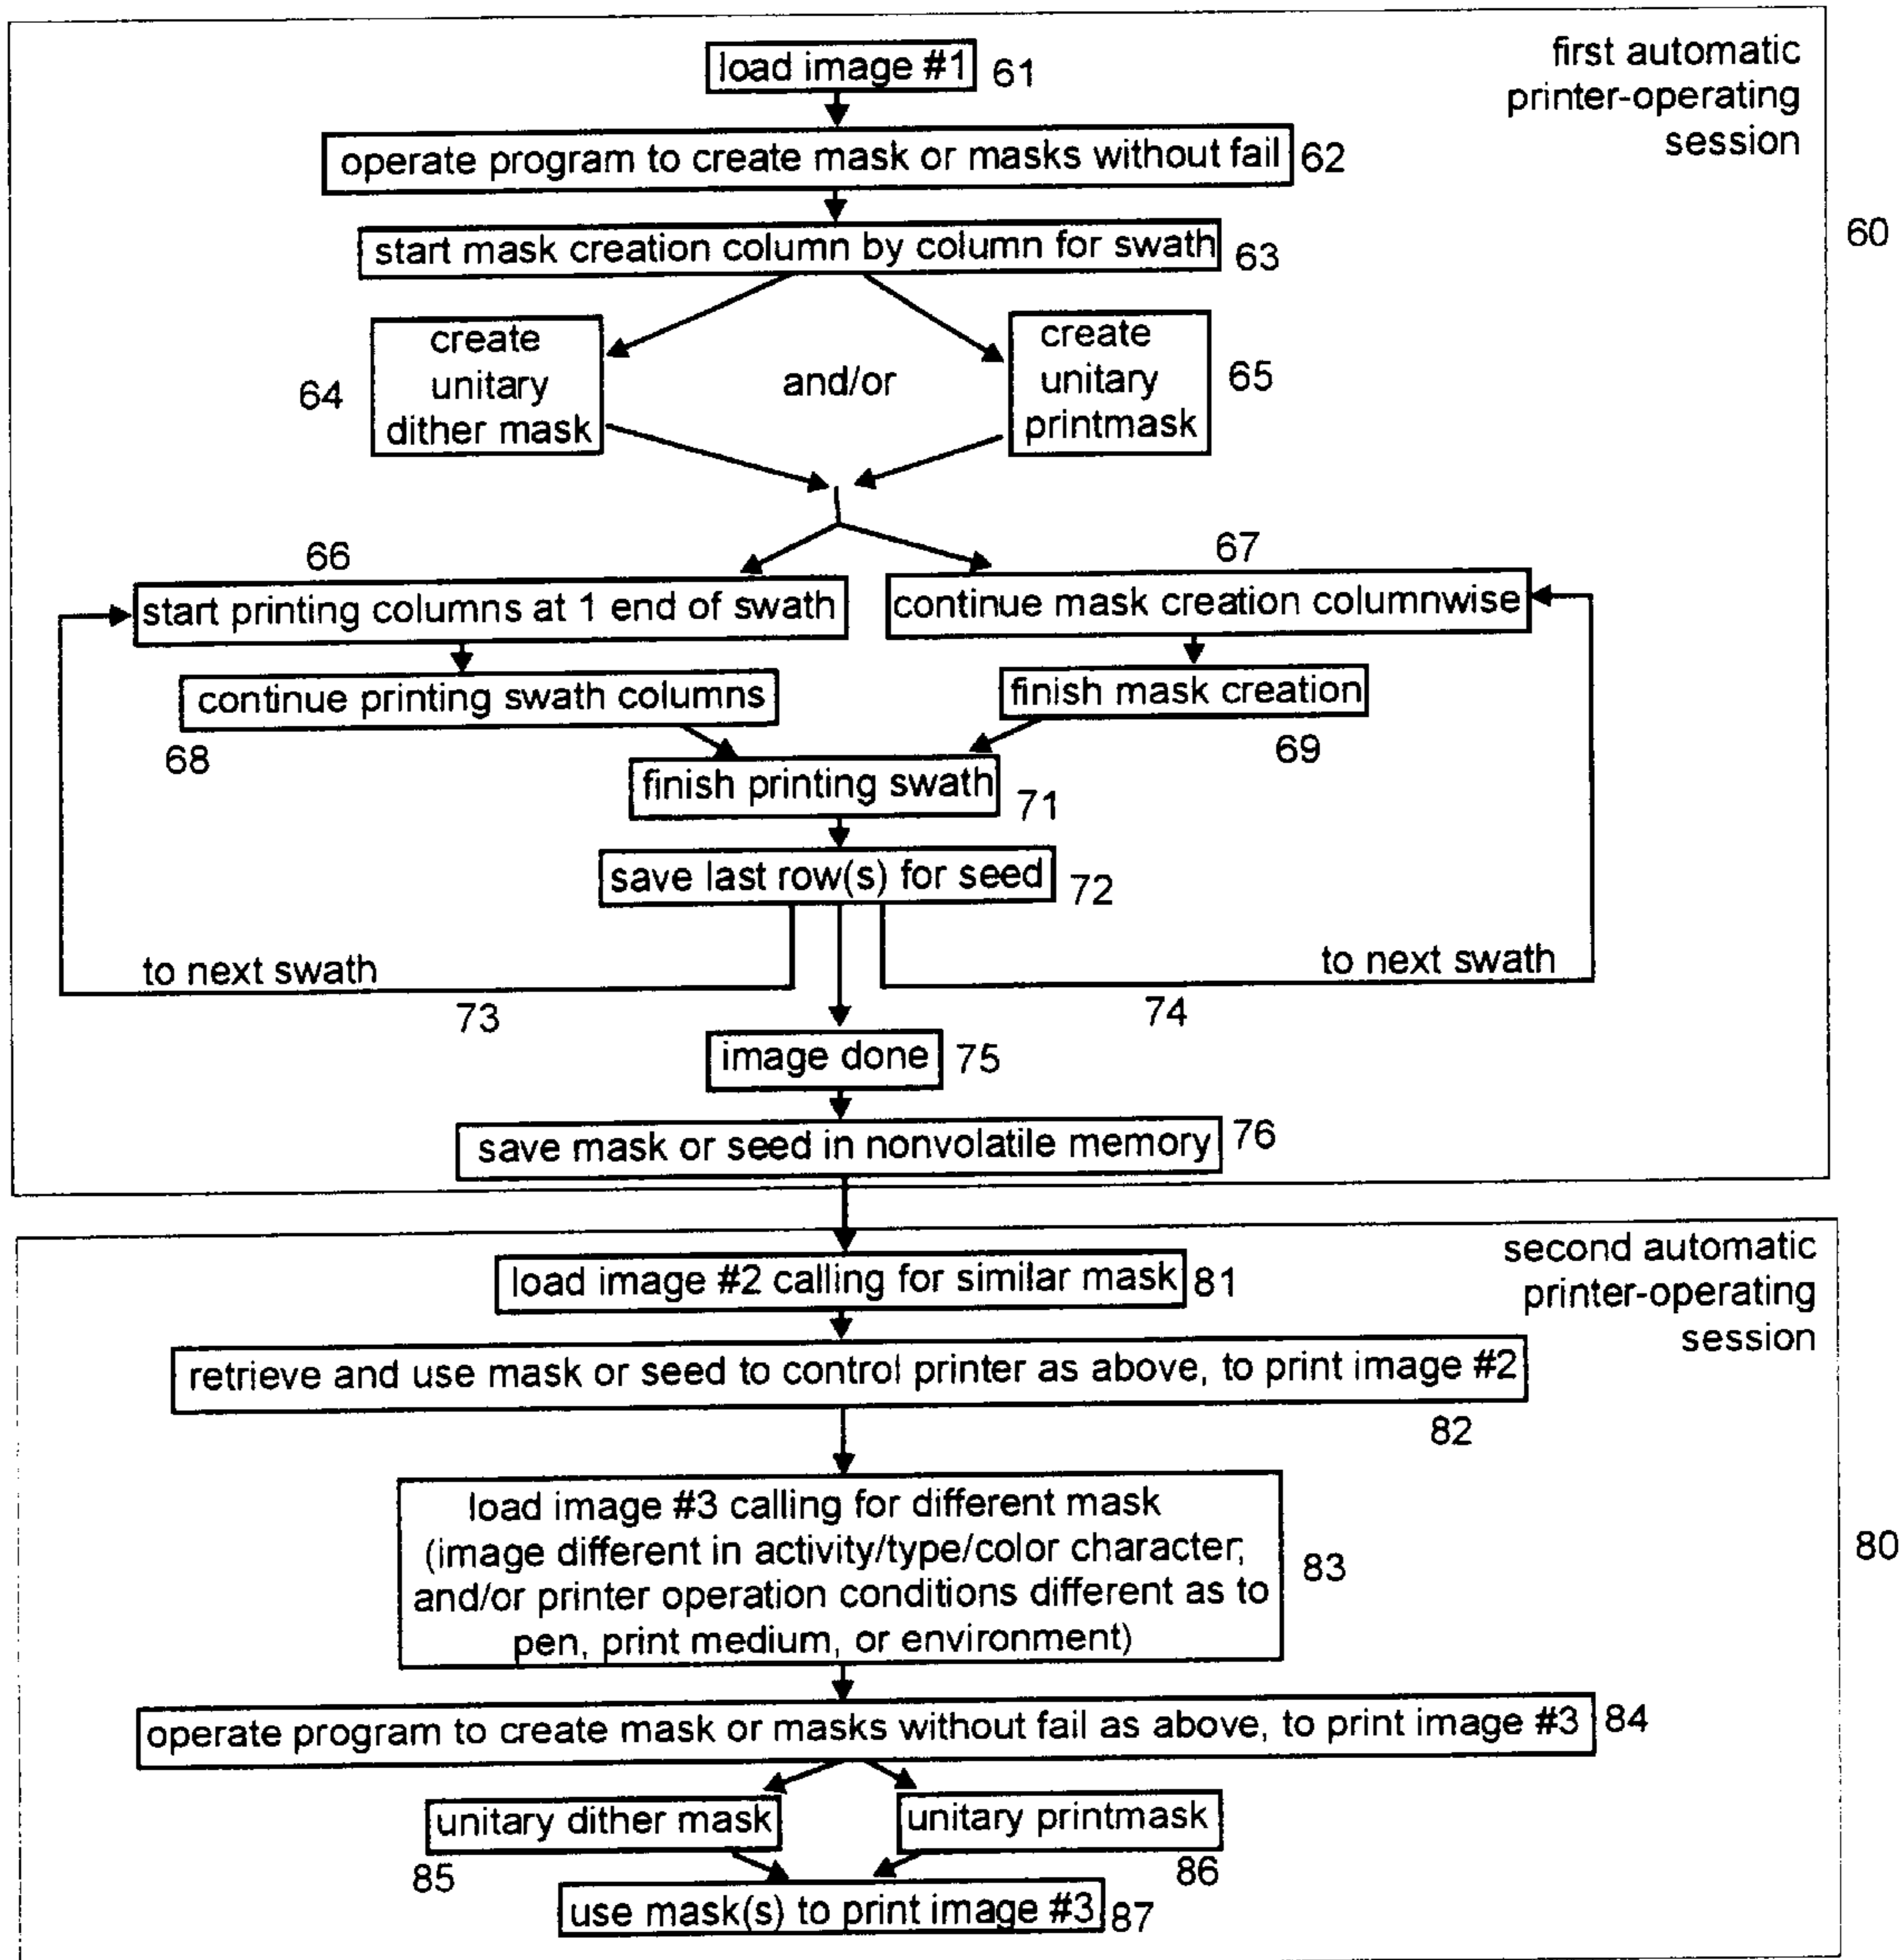 first automatic
printer-operating
session
60
load image #1 61
operate program to create mask or masks without fail 62
start mask creation column by column for swath 63
64
create
unitary
dither mask
and/or
create
unitary
printmask
65
66
start printing columns at 1 end of swath
67
continue mask creation columnwise
continue printing swath columns
68
finish mask creation
69
finish printing swath 71
save last row(s) for seed 72
to next swath
73
to next swath
74
image done 75
save mask or seed in nonvolatile memory 76
second automatic
printer-operating
session
80
load image #2 calling for similar mask 81
retrieve and use mask or seed to control printer as above, to print image #2
82
load image #3 calling for different mask
(image different in activity/type/color character,
and/or printer operation conditions different as to
pen, print medium, or environment)
83
operate program to create mask or masks without fail as above, to print image #3 84
unitary dither mask
85
unitary printmask
86
use mask(s) to print image #3 87